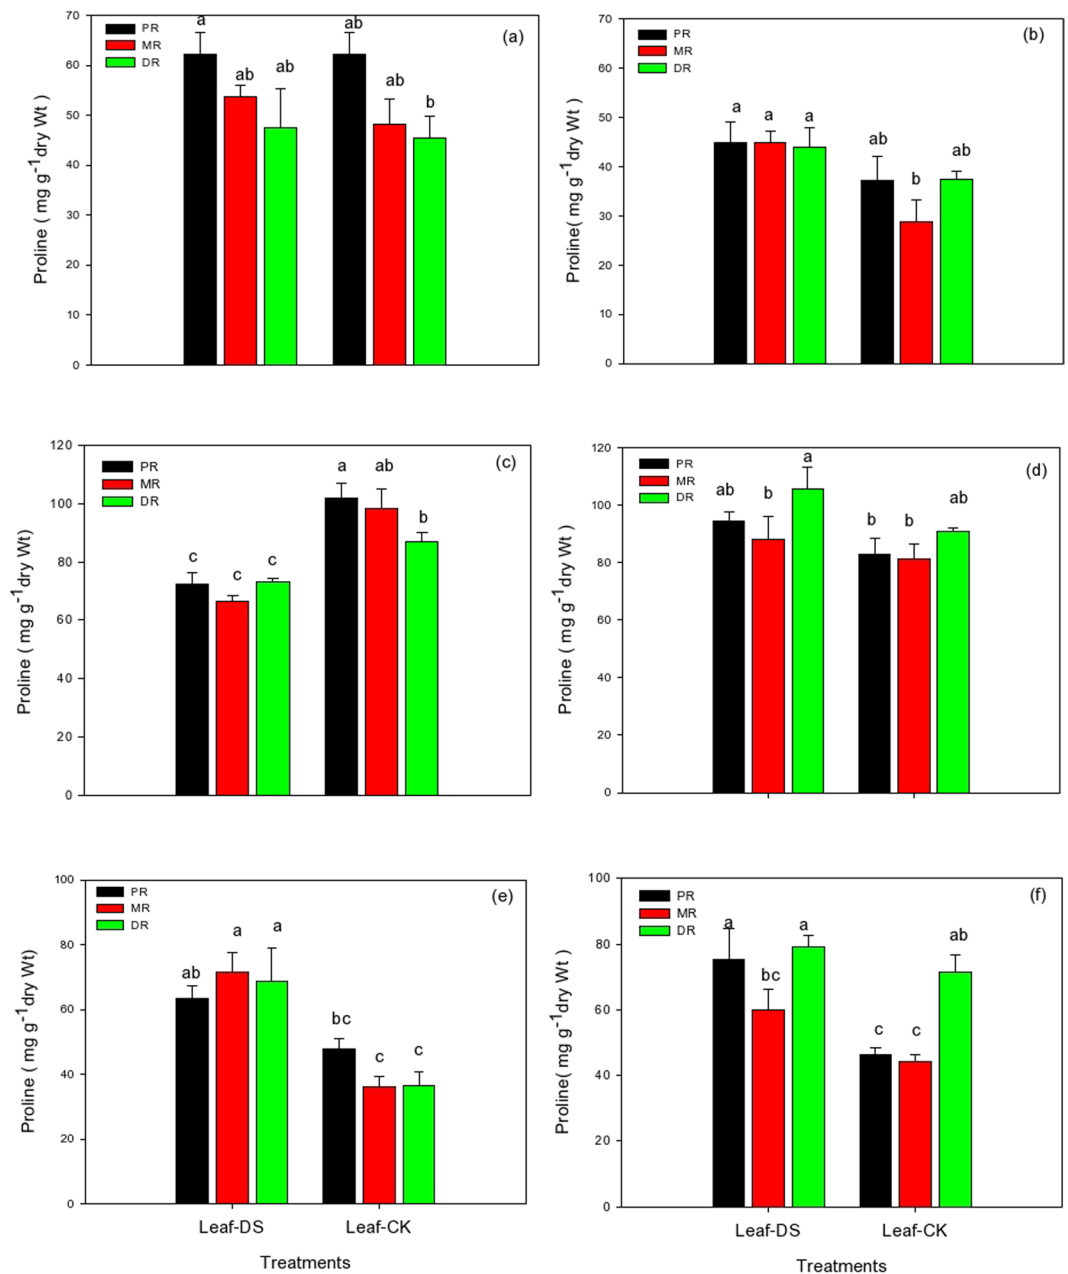 70
60
50
40
30
20
10
0
Proline ( mg g⁻¹dry Wt )
PR
MR
DR
(a)
a
ab
ab
ab
ab
b
70
60
50
40
30
20
10
0
Proline( mg g⁻¹dry Wt )
PR
MR
DR
(b)
a
a
a
ab
b
ab
120
100
80
60
40
20
0
Proline ( mg g⁻¹dry Wt)
PR
MR
DR
(c)
c
c
c
a
ab
b
120
100
80
60
40
20
0
Proline ( mg g⁻¹dry Wt )
PR
MR
DR
(d)
ab
b
a
b
b
ab
100
80
60
40
20
0
Proline ( mg g⁻¹dry Wt)
PR
MR
DR
(e)
ab
a
a
bc
c
c
Leaf-DS
Leaf-CK
Treatments
100
80
60
40
20
0
Proline( mg g⁻¹dry Wt )
PR
MR
DR
(f)
a
bc
a
c
c
ab
Leaf-DS
Leaf-CK
Treatments